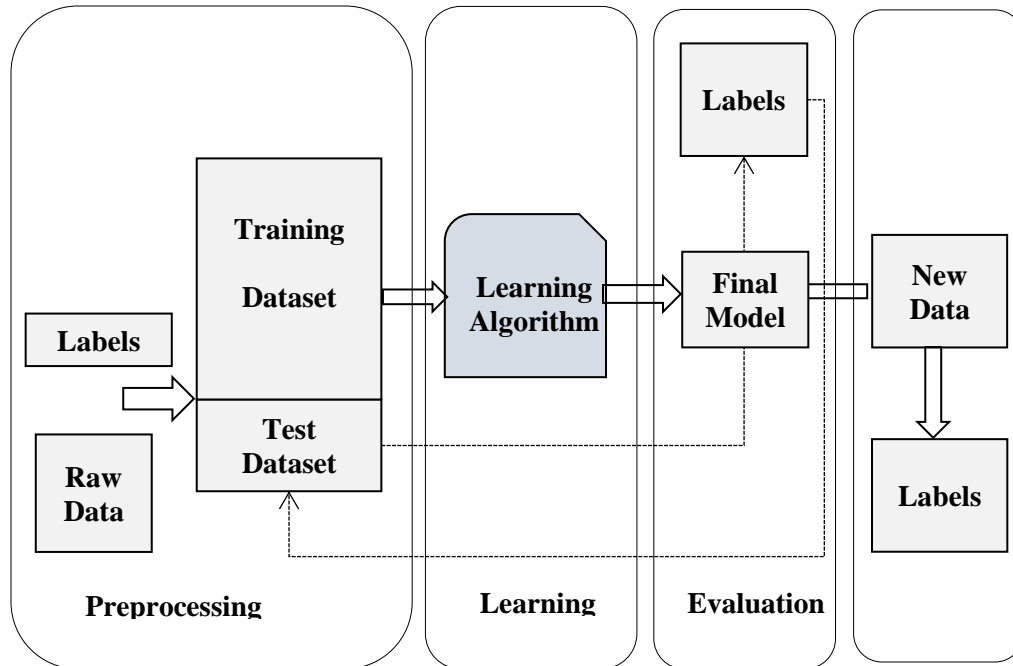 Labels
Raw
Data
Training
Dataset
Test
Dataset
Preprocessing
Learning
Algorithm
Learning
Labels
Final
Model
Evaluation
New
Data
Labels